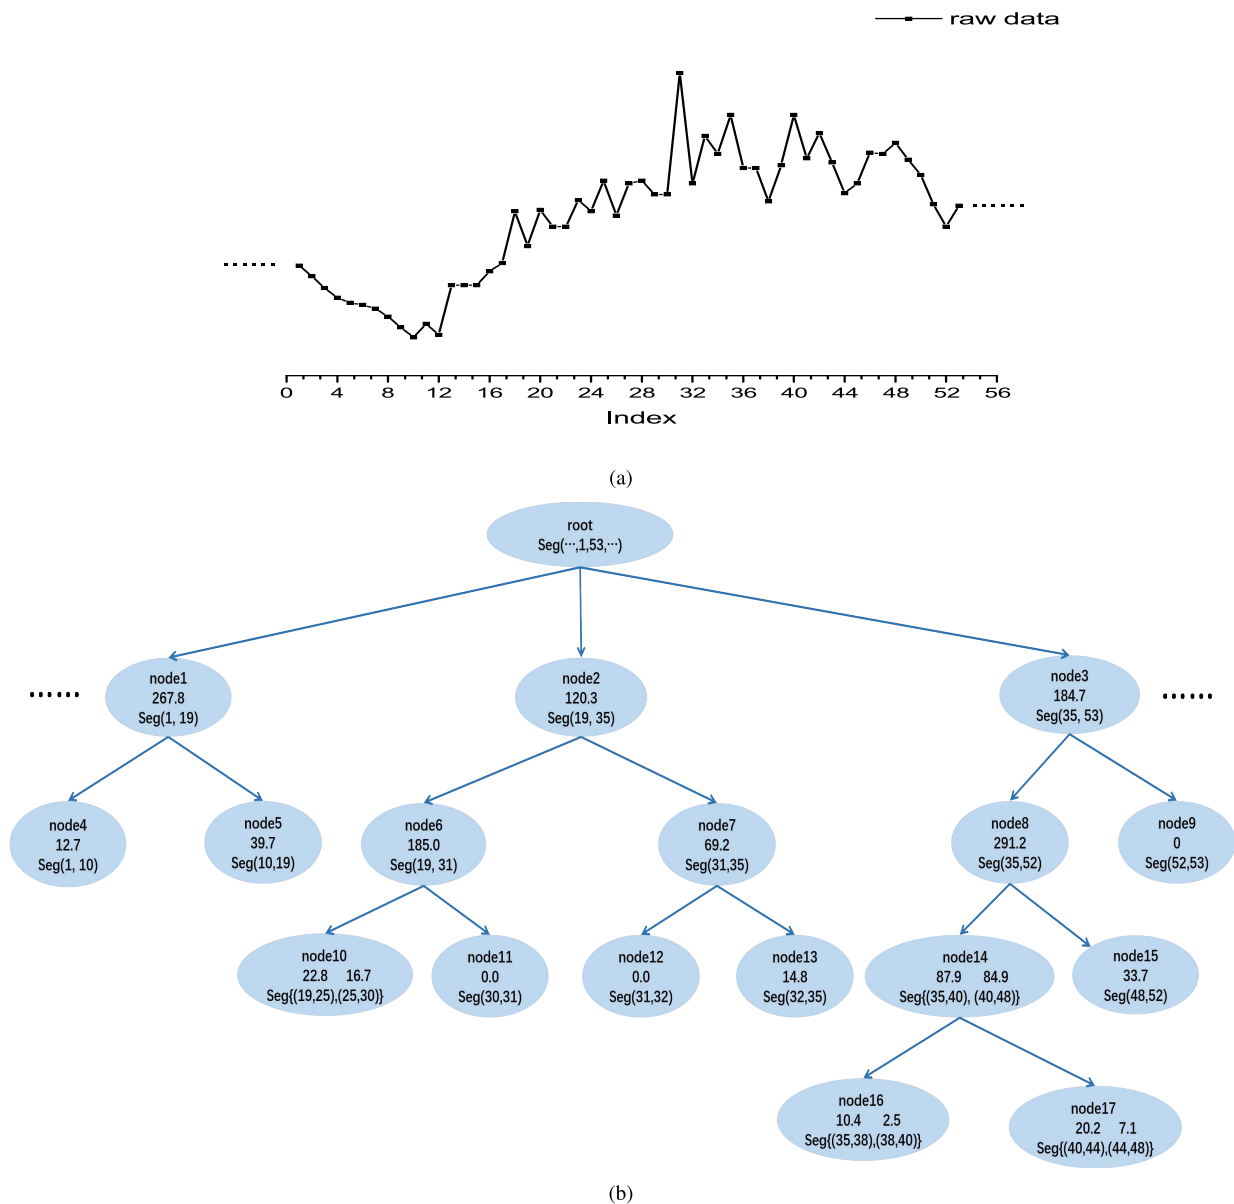 raw data
0 4 8 12 16 20 24 28 32 36 40 44 48 52 56
Index
(a)
root
Seg(···,1,53,···)
node1
267.8
Seg(1, 19)
node2
120.3
Seg(19, 35)
node3
184.7
Seg(35, 53)
node4
12.7
Seg(1, 10)
node5
39.7
Seg(10,19)
node6
185.0
Seg(19, 31)
node7
69.2
Seg(31,35)
node8
291.2
Seg(35,52)
node9
0
Seg(52,53)
node10
22.8 16.7
Seg{(19,25),(25,30)}
node11
0.0
Seg(30,31)
node12
0.0
Seg(31,32)
node13
14.8
Seg(32,35)
node14
87.9 84.9
Seg{(35,40), (40,48)}
node15
33.7
Seg(48,52)
node16
10.4 2.5
Seg{(35,38),(38,40)}
node17
20.2 7.1
Seg{(40,44),(44,48)}
(b)